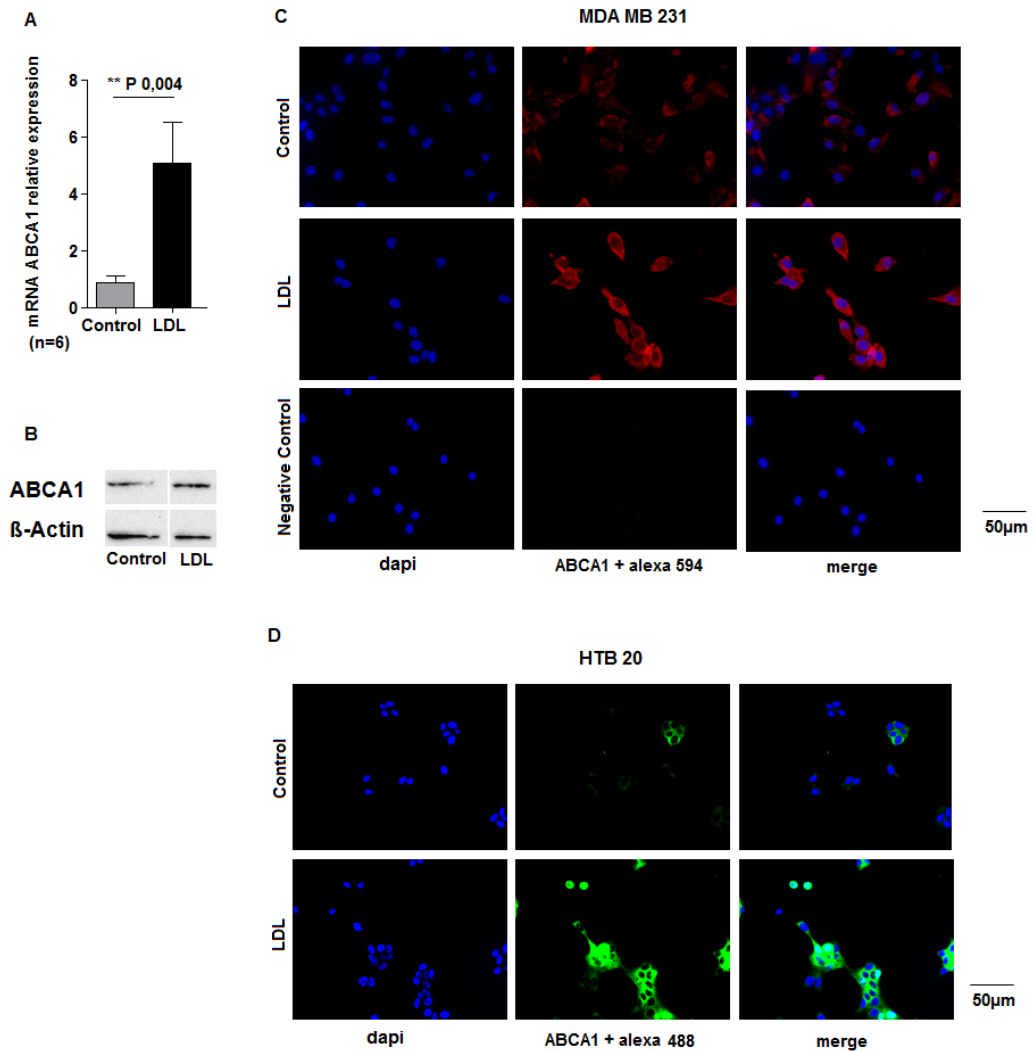 A
mRNA ABCA1 relative expression
8
6
4
2
0
** P 0,004
Control LDL
(n=6)
B
ABCA1
ß-Actin
Control LDL
C
MDA MB 231
Control
LDL
Negative Control
dapi
ABCA1 + alexa 594
merge
50µm
D
HTB 20
Control
LDL
dapi
ABCA1 + alexa 488
merge
50µm